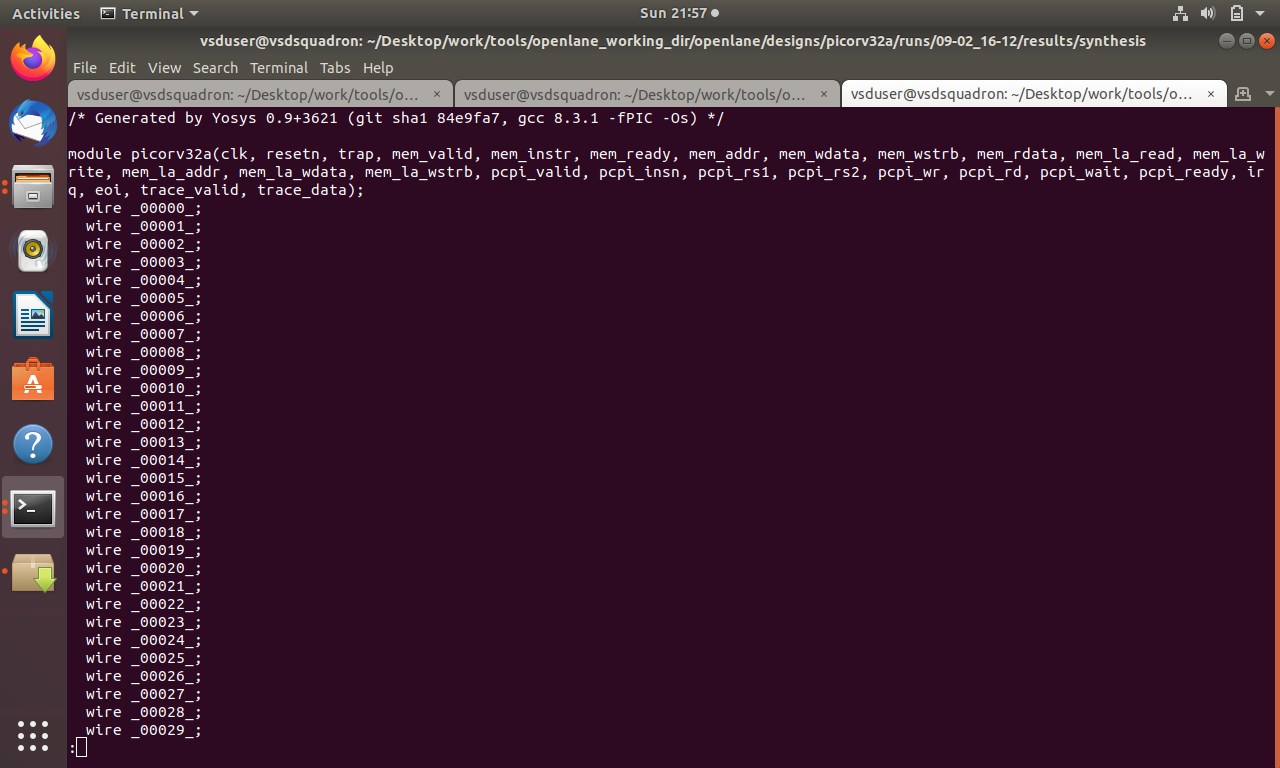 Activities Terminal Sun 21:57
vsduser@vsdsquadron: ~/Desktop/work/tools/openlane_working_dir/openlane/designs/picorv32a/runs/09-02_16-12/results/synthesis
File Edit View Search Terminal Tabs Help
vsduser@vsdsquadron: ~/Desktop/work/tools/o... × vsduser@vsdsquadron: ~/Desktop/work/tools/o... × vsduser@vsdsquadron: ~/Desktop/work/tools/o... ×
/* Generated by Yosys 0.9+3621 (git sha1 84e9fa7, gcc 8.3.1 -fPIC -Os) */
module picorv32a(clk, resetn, trap, mem_valid, mem_instr, mem_ready, mem_addr, mem_wdata, mem_wstrb, mem_rdata, mem_la_read, mem_la_w
rite, mem_la_addr, mem_la_wdata, mem_la_wstrb, pcpi_valid, pcpi_insn, pcpi_rs1, pcpi_rs2, pcpi_wr, pcpi_rd, pcpi_wait, pcpi_ready, ir
q, eoi, trace_valid, trace_data);
wire _00000_;
wire _00001_;
wire _00002_;
wire _00003_;
wire _00004_;
wire _00005_;
wire _00006_;
wire _00007_;
wire _00008_;
wire _00009_;
wire _00010_;
wire _00011_;
wire _00012_;
wire _00013_;
wire _00014_;
wire _00015_;
wire _00016_;
wire _00017_;
wire _00018_;
wire _00019_;
wire _00020_;
wire _00021_;
wire _00022_;
wire _00023_;
wire _00024_;
wire _00025_;
wire _00026_;
wire _00027_;
wire _00028_;
wire _00029_;
: